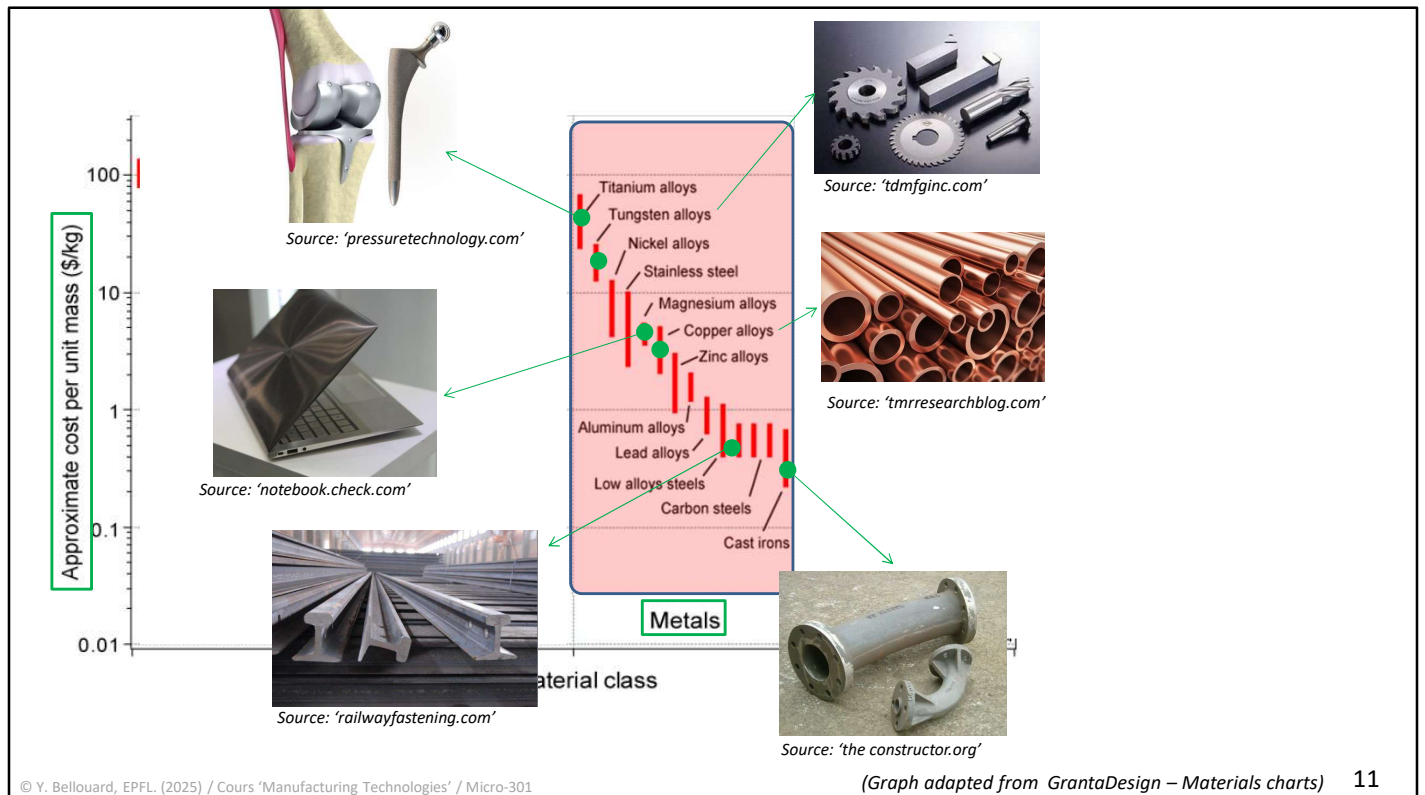 Source: ‘pressuretechnology.com’
Source: ‘tdmfginc.com’
Approximate cost per unit mass ($/kg)
100
10
1
0.1
0.01
Titanium alloys
Tungsten alloys
Nickel alloys
Stainless steel
Magnesium alloys
Copper alloys
Zinc alloys
Aluminum alloys
Lead alloys
Low alloys steels
Carbon steels
Cast irons
Source: ‘notebook.check.com’
Source: ‘tmrresearchblog.com’
Metals
aterial class
Source: ‘railwayfastening.com’
Source: ‘the constructor.org’
© Y. Bellouard, EPFL. (2025) / Cours ‘Manufacturing Technologies’ / Micro-301
(Graph adapted from GrantaDesign – Materials charts)
11